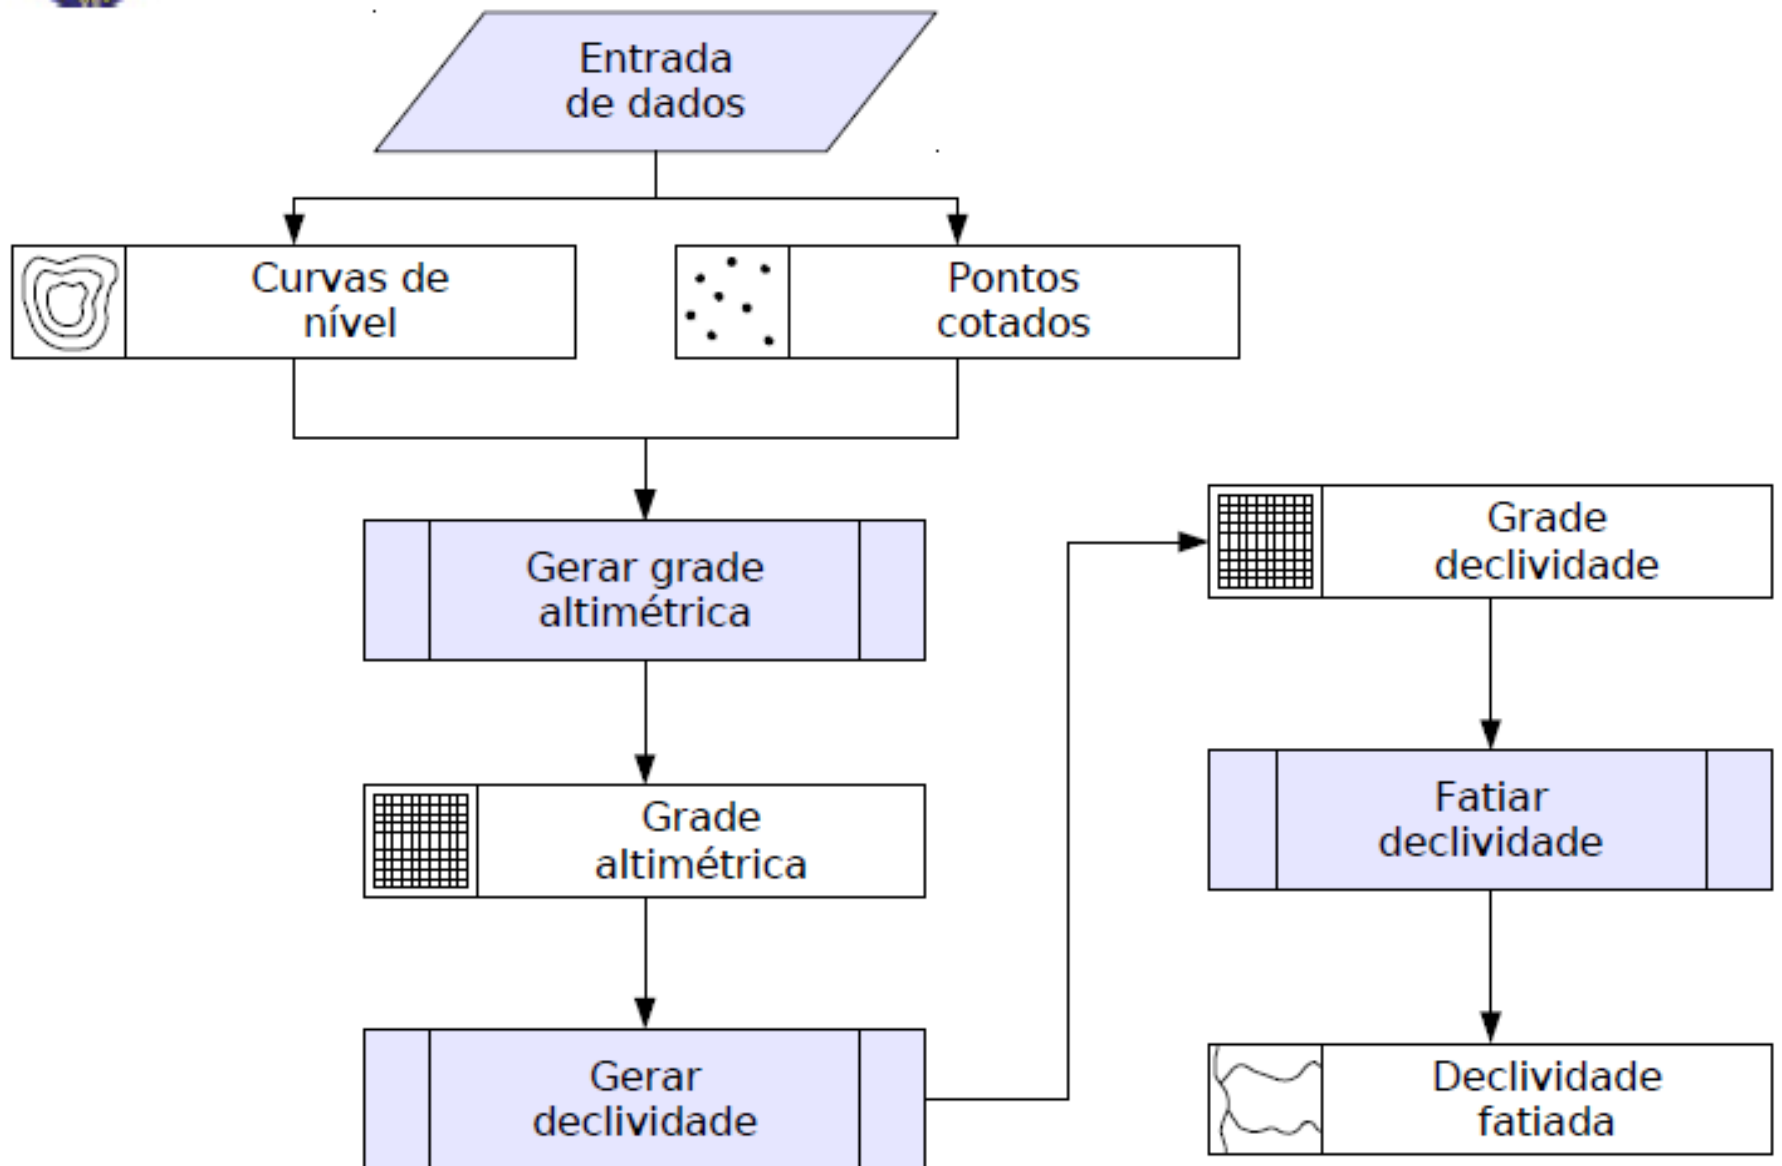 Entrada
de dados
Curvas de
nível
Pontos
cotados
Gerar grade
altimétrica
Grade
altimétrica
Gerar
declividade
Grade
declividade
Fatiar
declividade
Declividade
fatiada